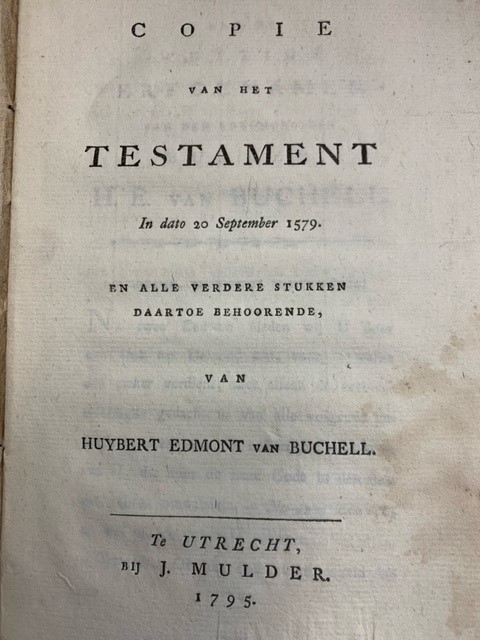 COPIE
VAN HET
TESTAMENT
In dato 20 September 1579.
EN ALLE VERDERE STUKKEN
DAARTOE BEHOORENDE,
VAN
HUYBERT EDMONT VAN BUCHELL.
Te UTRECHT,
BIJ J. MULDER.
1795.